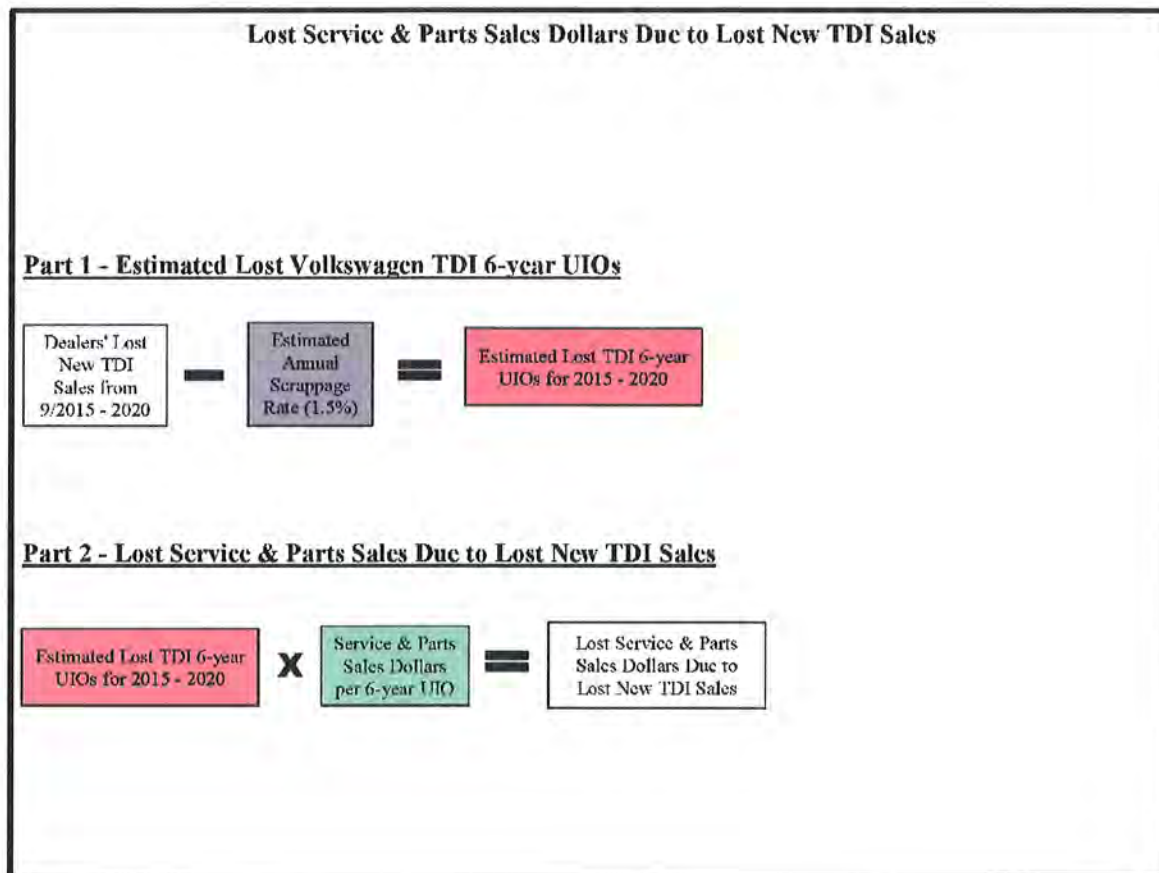 Lost Service & Parts Sales Dollars Due to Lost New TDI Sales
Part 1 - Estimated Lost Volkswagen TDI 6-year UIOs
Dealers' Lost
New TDI
Sales from
9/2015 - 2020
Estimated
Annual
Scrappage
Rate (1.5%)
Estimated Lost TDI 6-year
UIOs for 2015 - 2020
Part 2 - Lost Service & Parts Sales Due to Lost New TDI Sales
Estimated Lost TDI 6-year
UIOs for 2015 - 2020
X
Service & Parts
Sales Dollars
per 6-year UIO
Lost Service & Parts
Sales Dollars Due to
Lost New TDI Sales